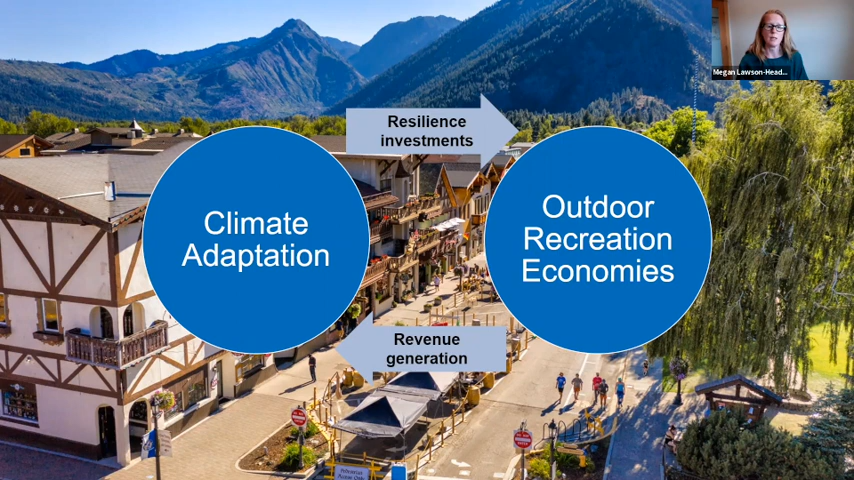 Megan Lawson-Head...
Resilience
investments
Climate
Adaptation
Outdoor
Recreation
Economies
Revenue
generation